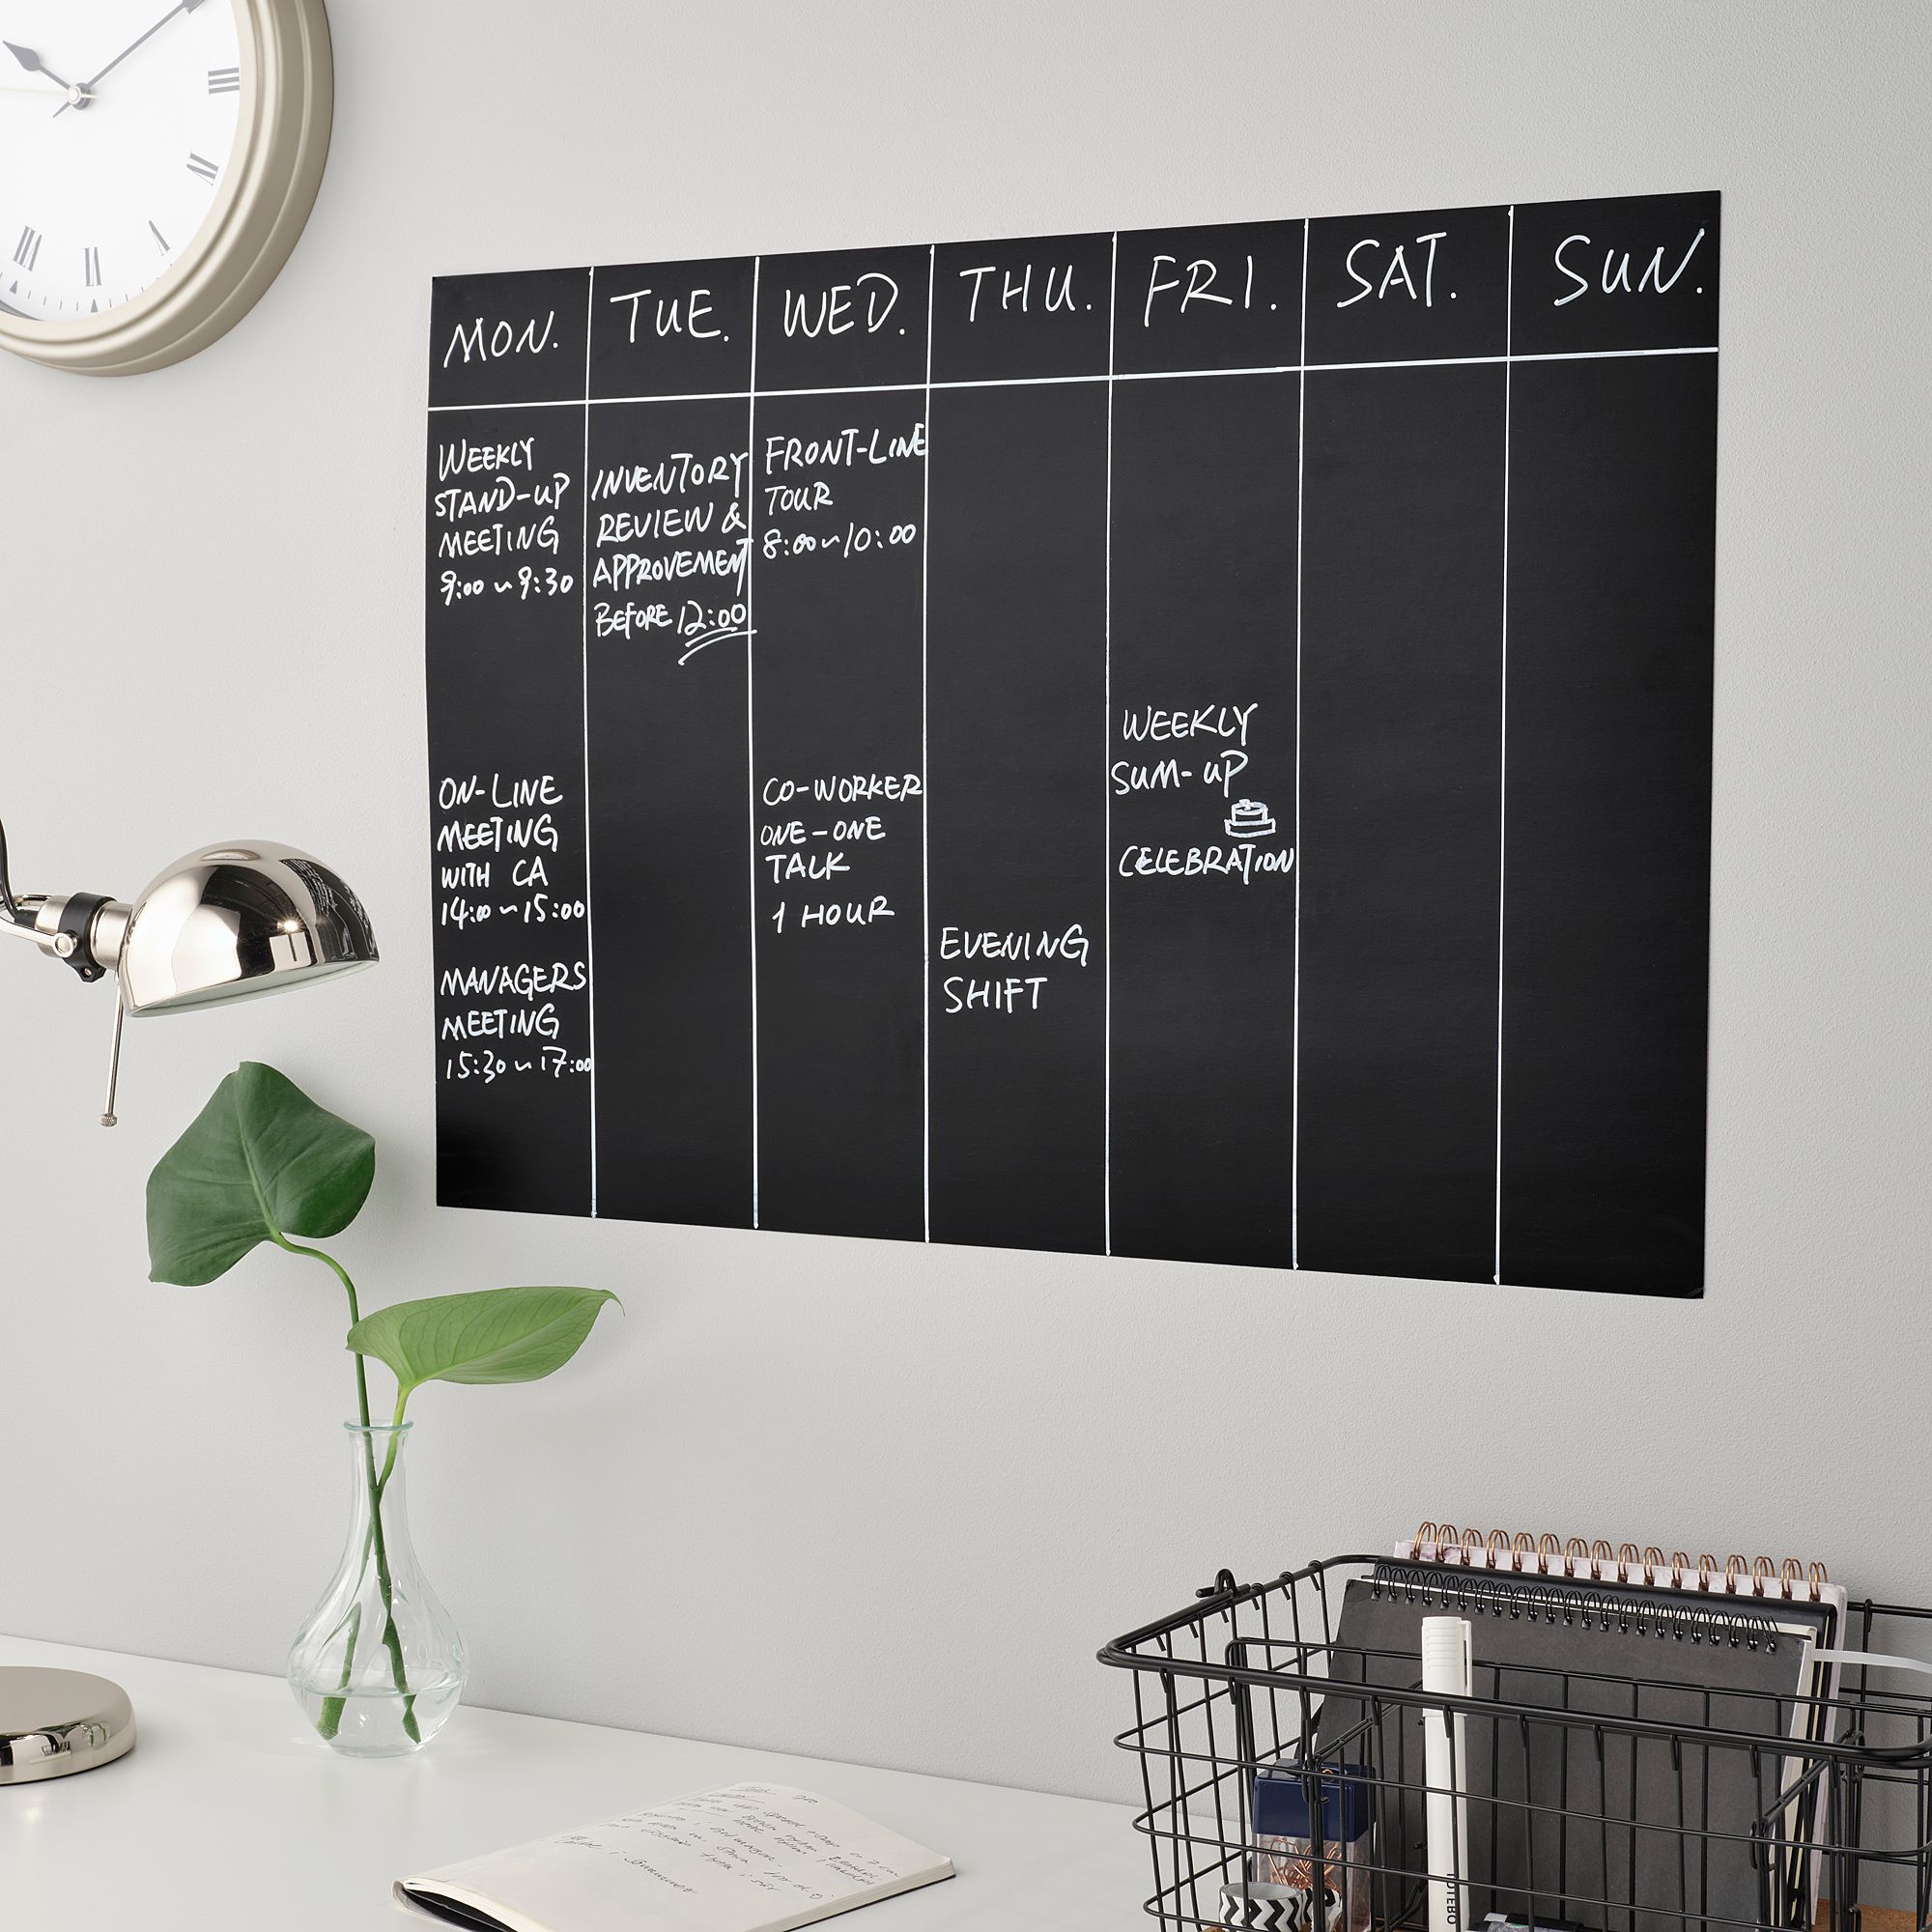 MON.
TUE.
WED.
THU.
FRI.
SAT.
SUN.
WEEKLY
STAND-UP
MEETING
9:00 ~ 9:30
ON-LINE
MEETING
WITH CA
14:00 ~ 15:00
MANAGERS
MEETING
15:30 ~ 17:00
INVENTORY
REVIEW &
APPROVEMENT
BEFORE 12:00
FRONT-LINE
TOUR
8:00 ~ 10:00
CO-WORKER
ONE-ONE
TALK
1 HOUR
EVENING
SHIFT
WEEKLY
SUM-UP
CELEBRATION